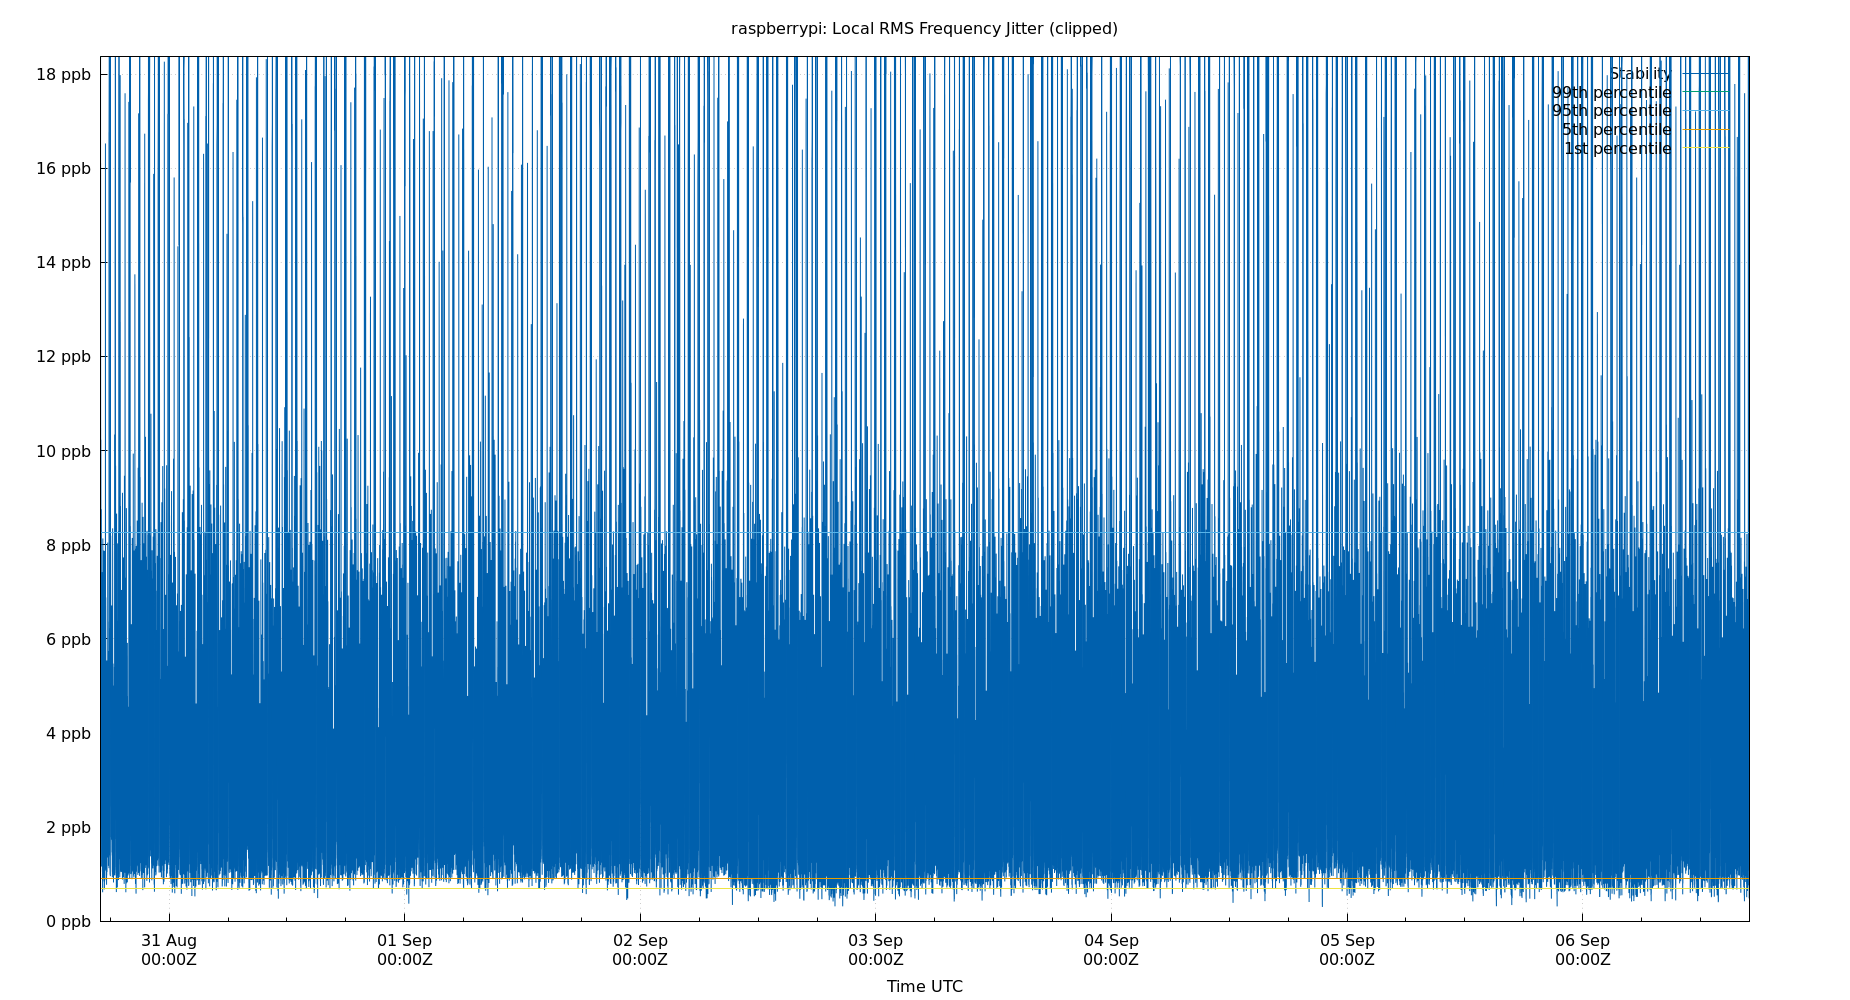 raspberrypi: Local RMS Frequency Jitter (clipped)
18 ppb
16 ppb
14 ppb
12 ppb
10 ppb
8 ppb
6 ppb
4 ppb
2 ppb
0 ppb
Stability
99th percentile
95th percentile
5th percentile
1st percentile
31 Aug 01 Sep 02 Sep 03 Sep 04 Sep 05 Sep 06 Sep
00:00Z 00:00Z 00:00Z 00:00Z 00:00Z 00:00Z 00:00Z
Time UTC